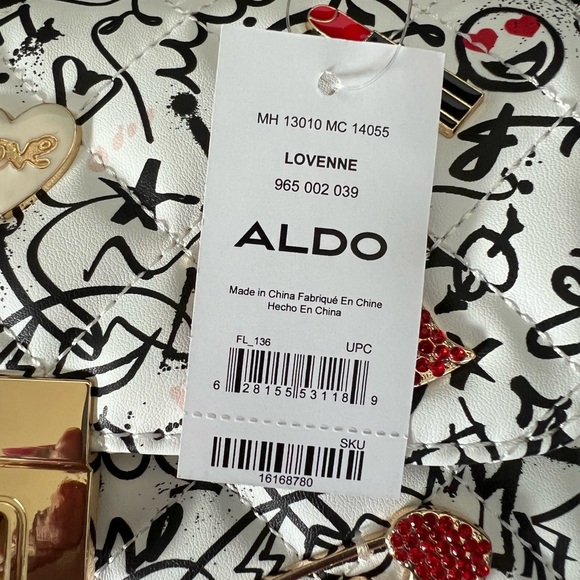 MH 13010 MC 14055
LOVENNE
965 002 039
ALDO
Made in China Fabriqué En Chine
Hecho En China
FL_136 UPC
6 28155 53118 9
SKU
16168780